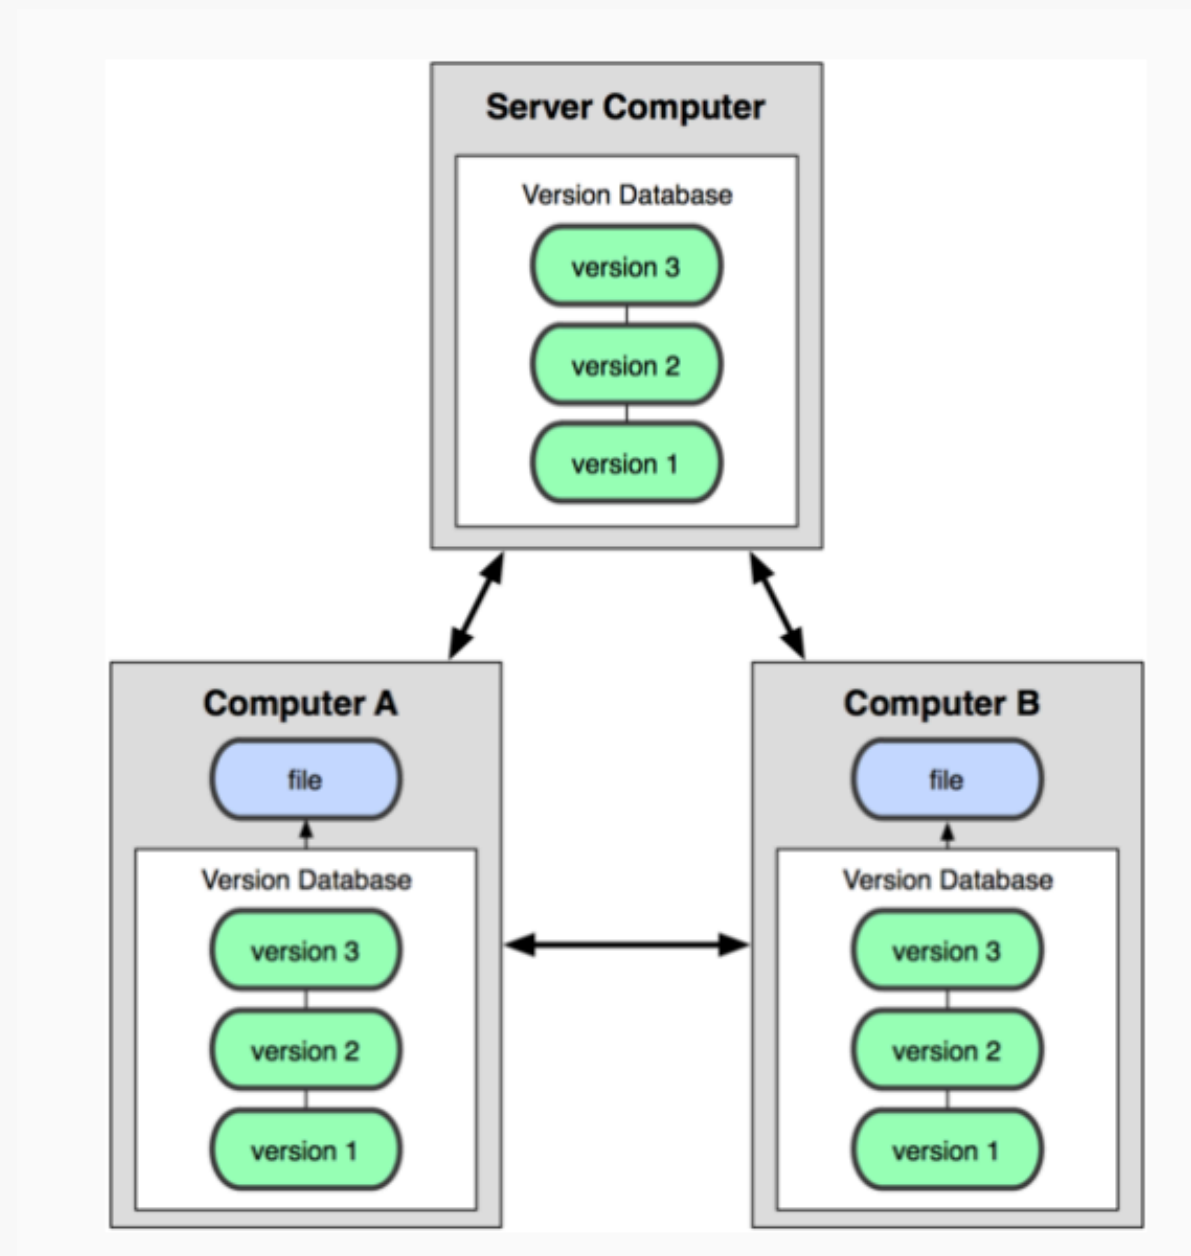 Server Computer
Version Database
version 3
version 2
version 1
Computer A
file
Version Database
version 3
version 2
version 1
Computer B
file
Version Database
version 3
version 2
version 1